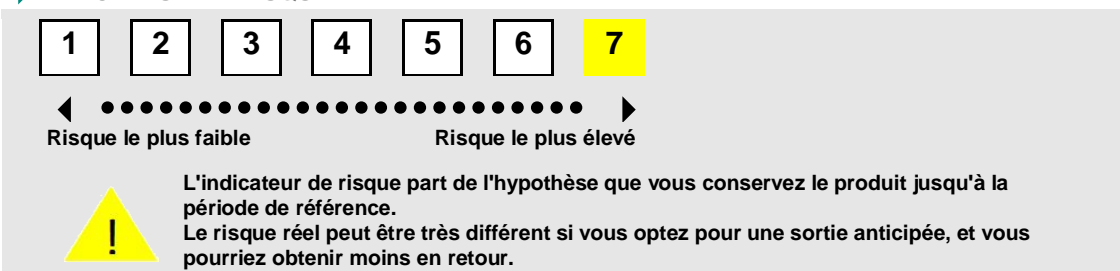 1 2 3 4 5 6 7
Risque le plus faible Risque le plus élevé
L'indicateur de risque part de l'hypothèse que vous conservez le produit jusqu'à la
période de référence.
!
Le risque réel peut être très différent si vous optez pour une sortie anticipée, et vous
pourriez obtenir moins en retour.